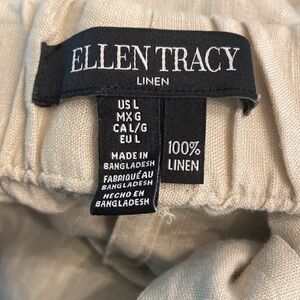 ELLEN TRACY
LINEN
US L
MX G
CA L/G
EU L
MADE IN
BANGLADESH
FABRIQUÉ AU
BANGLADESH
HECHO EN
BANGLADESH
100%
LINEN